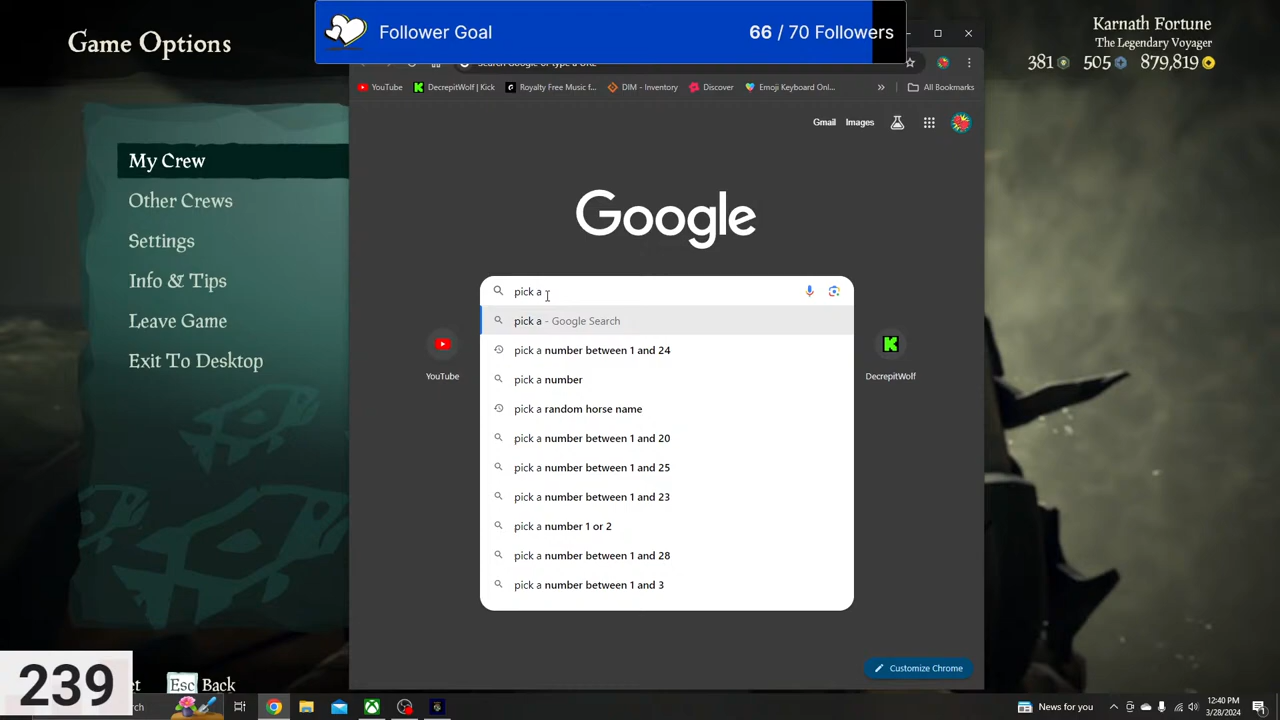 Follower Goal
66 / 70 Followers
Game Options
Karnath Fortune
The Legendary Voyager
381 505 879,819
YouTube
DecrepitWolf | Kick
Royalty Free Music f...
DIM - Inventory
Discover
Emoji Keyboard Onl...
»
All Bookmarks
Gmail
Images
My Crew
Other Crews
Settings
Info & Tips
Leave Game
Exit To Desktop
Google
pick a
pick a - Google Search
pick a number between 1 and 24
pick a number
pick a random horse name
pick a number between 1 and 20
pick a number between 1 and 25
pick a number between 1 and 23
pick a number 1 or 2
pick a number between 1 and 28
pick a number between 1 and 3
YouTube
DecrepitWolf
Customize Chrome
239
Esc Back
News for you
12:40 PM
3/28/2024